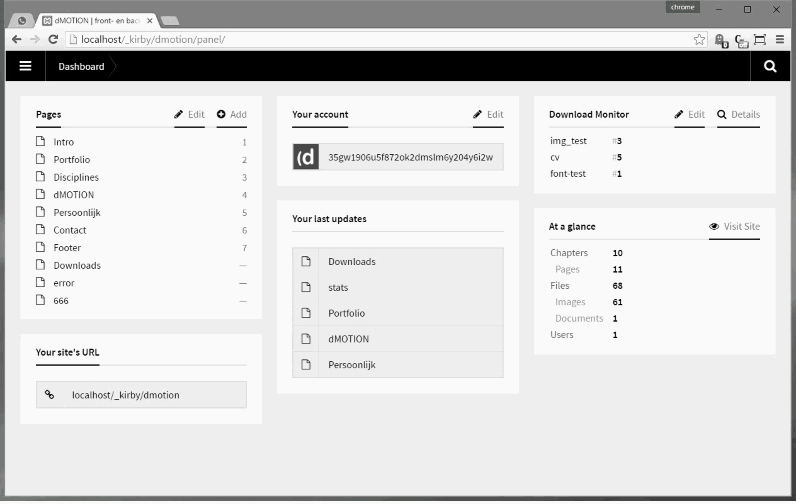 chrome
dMOTION | front- en back
localhost/_kirby/dmotion/panel/
Dashboard
Pages Edit Add
Intro 1
Portfolio 2
Disciplines 3
dMOTION 4
Persoonlijk 5
Contact 6
Footer 7
Downloads —
error —
666 —
Your site's URL
localhost/_kirby/dmotion
Your account Edit
(d 35gw1906u5f872ok2dmslm6y204y6i2w
Your last updates
Downloads
stats
Portfolio
dMOTION
Persoonlijk
Download Monitor Edit Details
img_test #3
cv #5
font-test #1
At a glance Visit Site
Chapters 10
Pages 11
Files 68
Images 61
Documents 1
Users 1